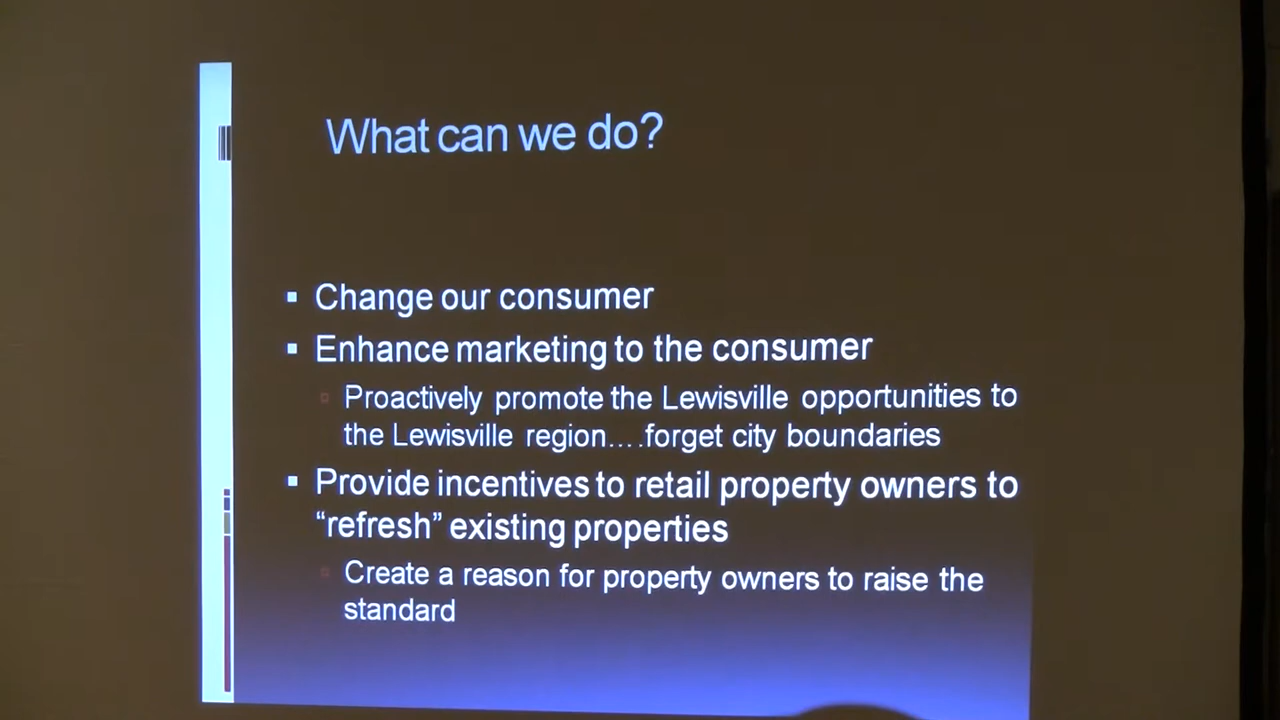 What can we do?
▪ Change our consumer
▪ Enhance marketing to the consumer
▫ Proactively promote the Lewisville opportunities to
the Lewisville region....forget city boundaries
▪ Provide incentives to retail property owners to
“refresh” existing properties
▫ Create a reason for property owners to raise the
standard